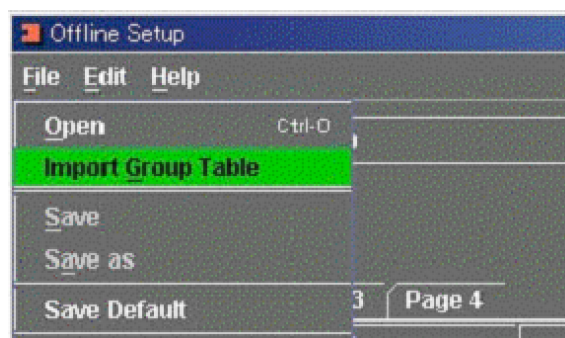 Offline Setup
File Edit Help
Open Ctrl-O
Import Group Table
Save
Save as
Save Default
3 Page 4